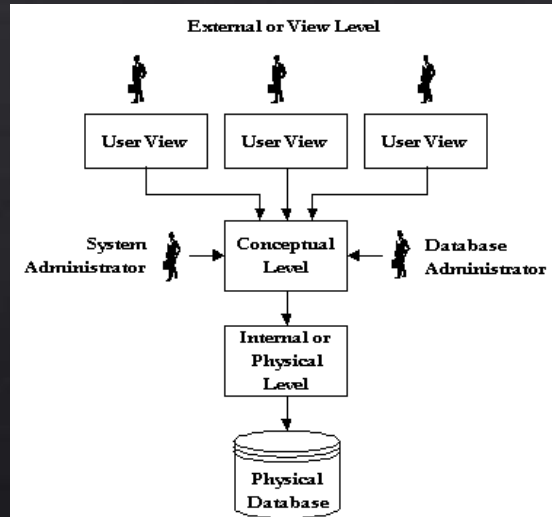 External or View Level
User View
User View
User View
System
Administrator
Conceptual
Level
Database
Administrator
Internal or
Physical
Level
Physical
Database